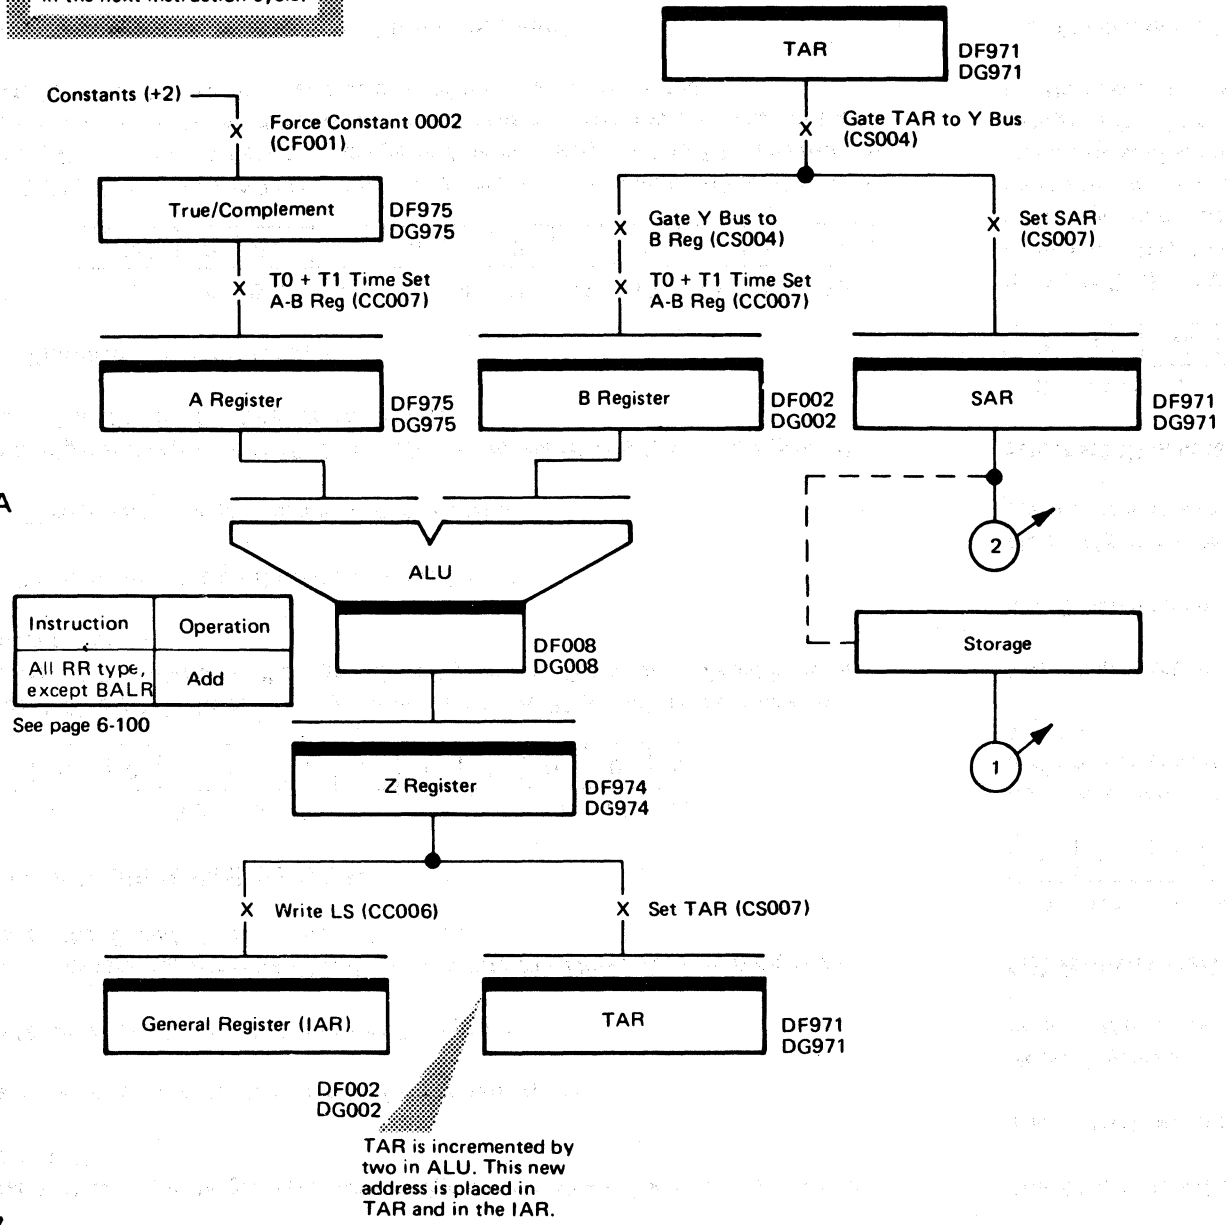 in the next instruction cycle.
TAR
DF971
DG971
Constants (+2)
Force Constant 0002
(CF001)
Gate TAR to Y Bus
(CS004)
True/Complement
DF975
DG975
Gate Y Bus to
B Reg (CS004)
Set SAR
(CS007)
T0 + T1 Time Set
A-B Reg (CC007)
T0 + T1 Time Set
A-B Reg (CC007)
A Register
DF975
DG975
B Register
DF002
DG002
SAR
DF971
DG971
A
2
ALU
Instruction
Operation
All RR type,
except BALR
Add
See page 6-100
DF008
DG008
Storage
1
Z Register
DF974
DG974
Write LS (CC006)
Set TAR (CS007)
General Register (IAR)
DF002
DG002
TAR
DF971
DG971
TAR is incremented by
two in ALU. This new
address is placed in
TAR and in the IAR.